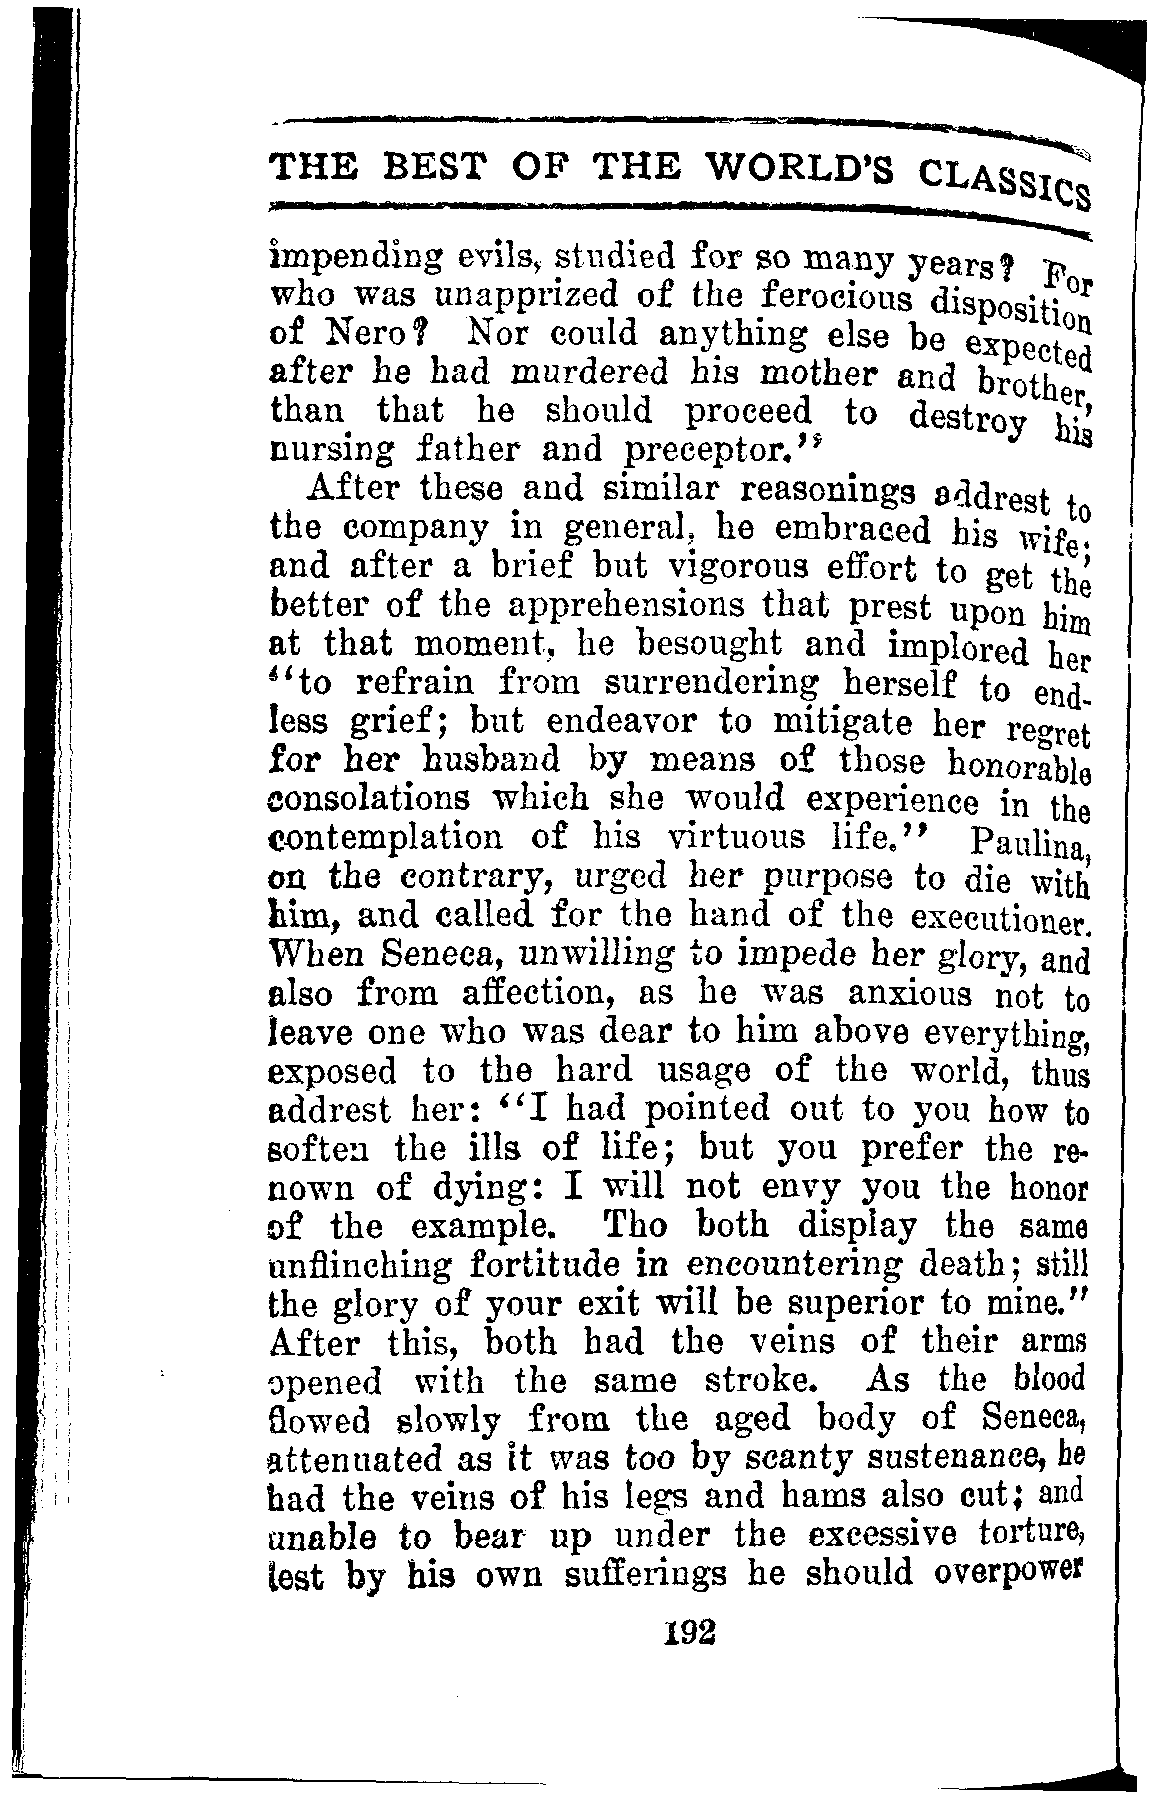 THE BEST OF THE WORLD'S CLASSICS
impending evils, studied for so many years? For
who was unapprized of the ferocious disposition
of Nero? Nor could anything else be expected
after he had murdered his mother and brother,
than that he should proceed to destroy his
nursing father and preceptor."
After these and similar reasonings addrest to
the company in general, he embraced his wife;
and after a brief but vigorous effort to get the
better of the apprehensions that prest upon him
at that moment, he besought and implored her
"to refrain from surrendering herself to end-
less grief; but endeavor to mitigate her regret
for her husband by means of those honorable
consolations which she would experience in the
contemplation of his virtuous life." Paulina,
on the contrary, urged her purpose to die with
him, and called for the hand of the executioner.
When Seneca, unwilling to impede her glory, and
also from affection, as he was anxious not to
leave one who was dear to him above everything,
exposed to the hard usage of the world, thus
addrest her: "I had pointed out to you how to
soften the ills of life; but you prefer the re-
nown of dying: I will not envy you the honor
of the example. Tho both display the same
unflinching fortitude in encountering death; still
the glory of your exit will be superior to mine."
After this, both had the veins of their arms
opened with the same stroke. As the blood
flowed slowly from the aged body of Seneca,
attenuated as it was too by scanty sustenance, he
had the veins of his legs and hams also cut; and
unable to bear up under the excessive torture,
lest by his own sufferings he should overpower
192